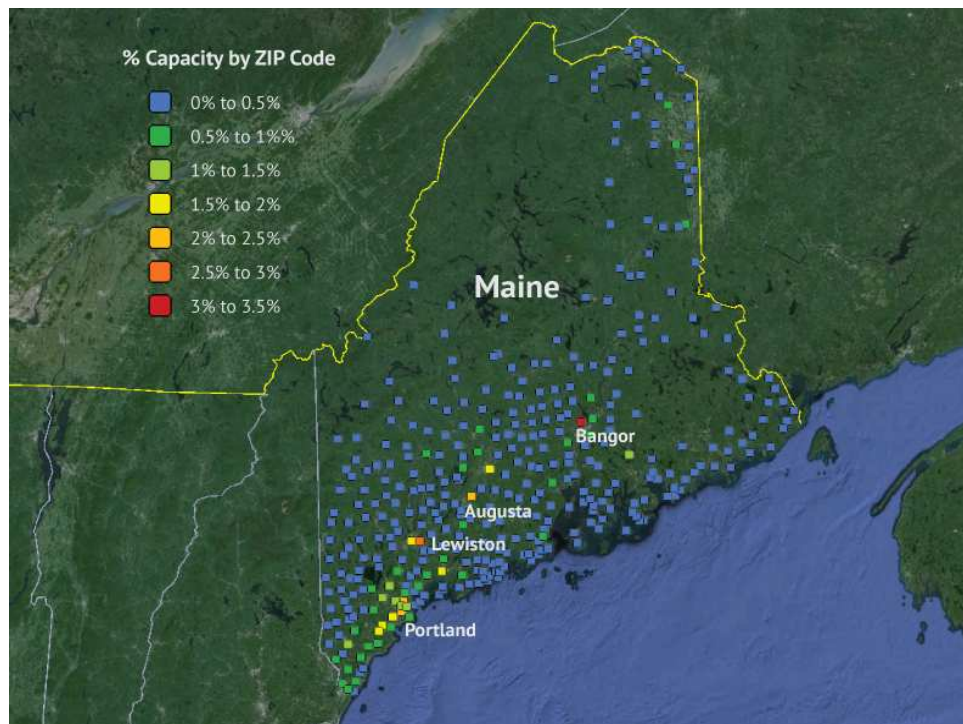 % Capacity by ZIP Code
0% to 0.5%
0.5% to 1%%
1% to 1.5%
1.5% to 2%
2% to 2.5%
2.5% to 3%
3% to 3.5%
Maine
Bangor
Augusta
Lewiston
Portland